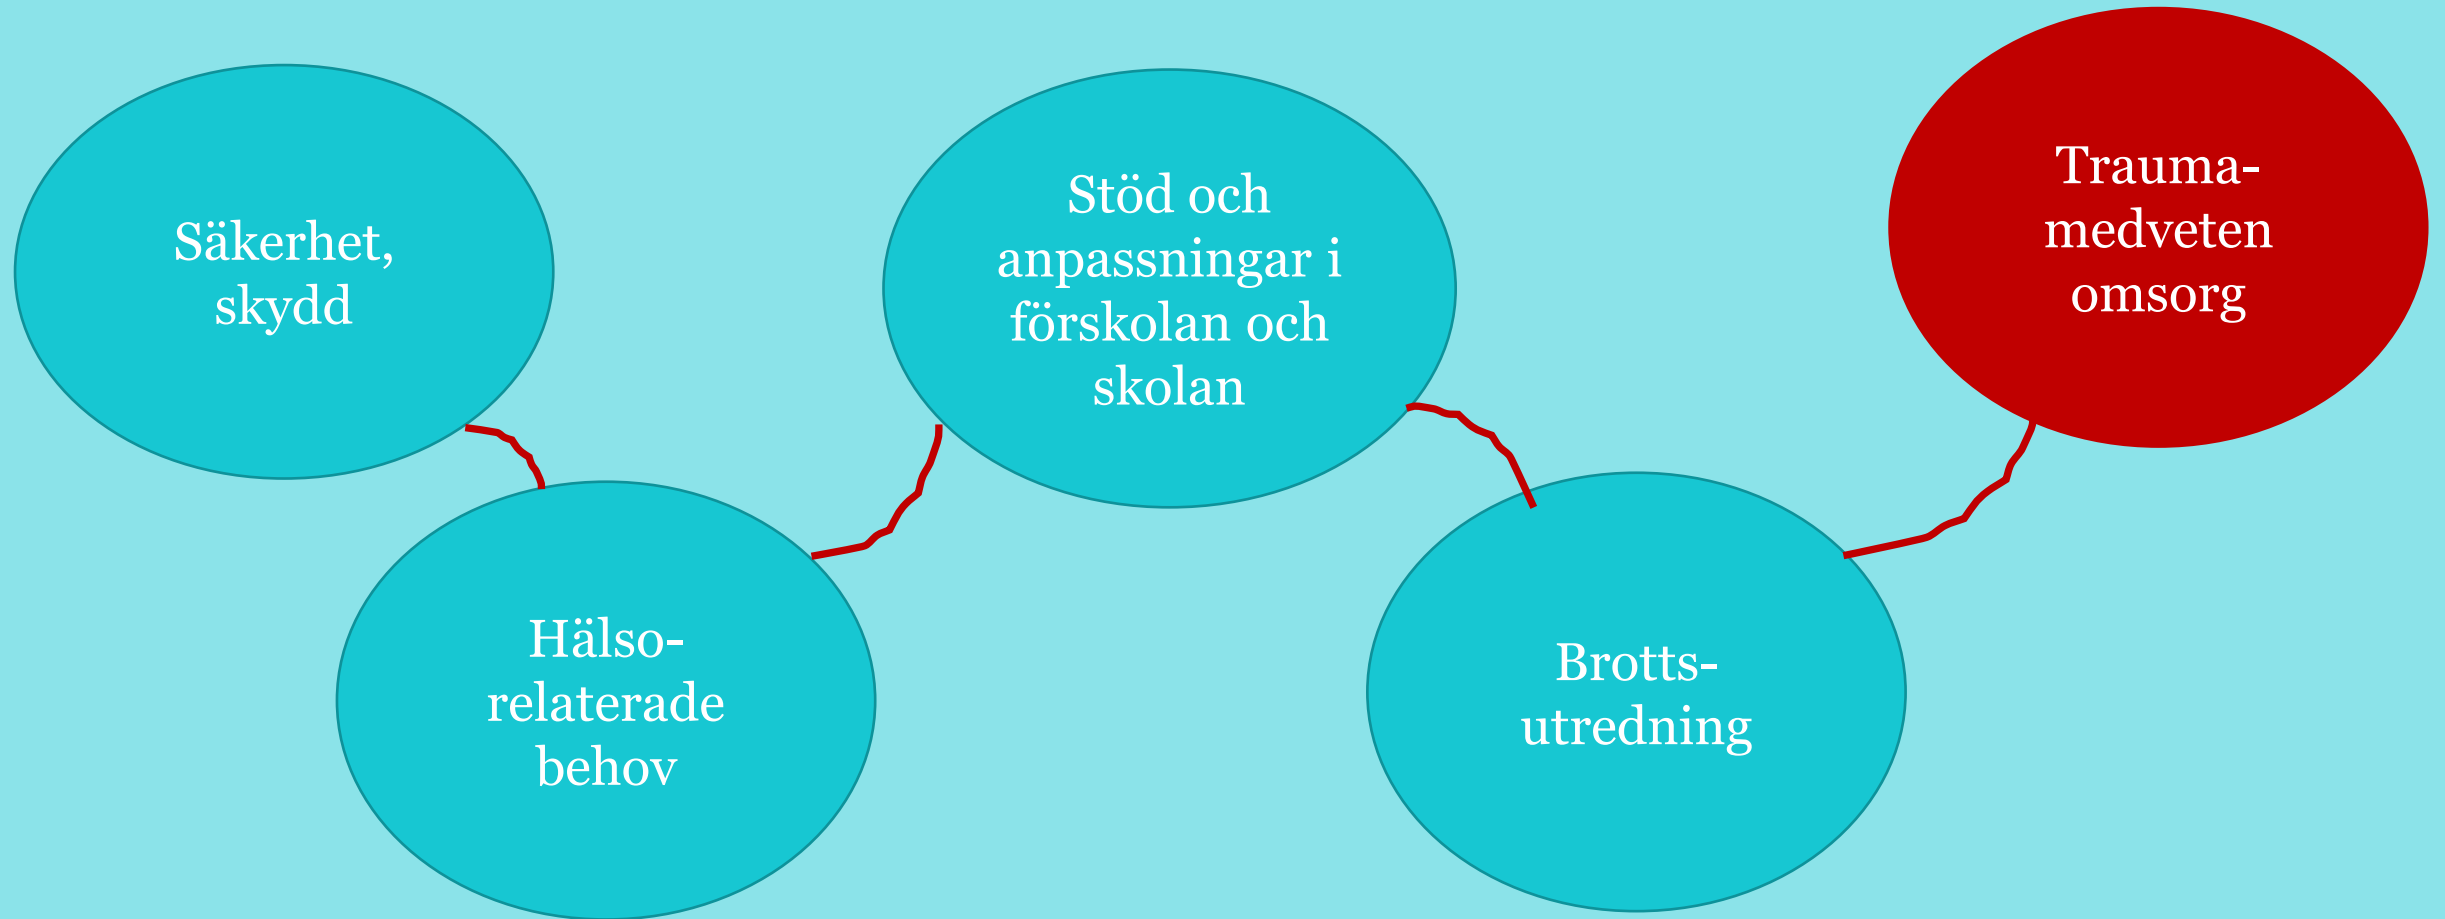 Säkerhet,
skydd
Hälso-
relaterade
behov
Stöd och
anpassningar i
förskolan och
skolan
Brotts-
utredning
Trauma-
medveten
omsorg